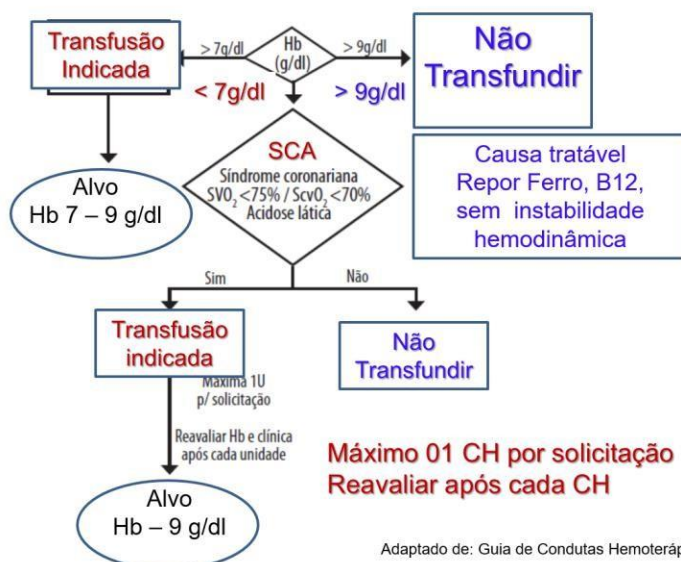 Transfusão
Indicada
> 7g/dl
Hb
(g/dl)
> 9g/dl
Não
Transfundir
< 7g/dl
> 9g/dl
SCA
Síndrome coronariana
SVO₂ <75% / ScvO₂ <70%
Acidose lática
Causa tratável
Repor Ferro, B12,
sem instabilidade
hemodinâmica
Alvo
Hb 7 – 9 g/dl
Sim
Não
Transfusão
indicada
Não
Transfundir
Máxima 1U
p/ solicitação
Reavaliar Hb e clínica
após cada unidade
Máximo 01 CH por solicitação
Reavaliar após cada CH
Alvo
Hb – 9 g/dl
Adaptado de: Guia de Condutas Hemoteráp